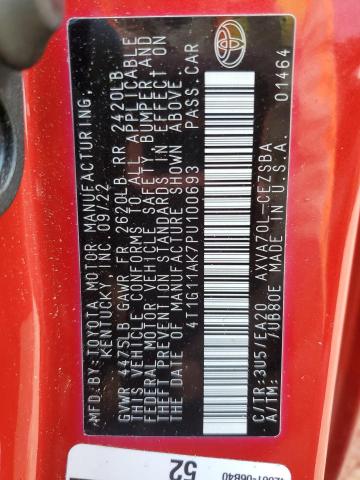 MFD.BY:TOYOTA MOTOR MANUFACTURING,
KENTUCKY, INC. 09/22
GVWR 4475LB GAWR FR 2620LB RR 2420LB
THIS VEHICLE CONFORMS TO ALL APPLICABLE
FEDERAL MOTOR VEHICLE SAFETY, BUMPER, AND
THEFT PREVENTION STANDARDS IN EFFECT ON
THE DATE OF MANUFACTURE SHOWN ABOVE.
4T1G11AK7PU100693 PASS. CAR
C/TR: 3U5/EA20 AXVA70L-CEZSBA
A/TM: /UB80E MADE IN U.S.A. 01464
52